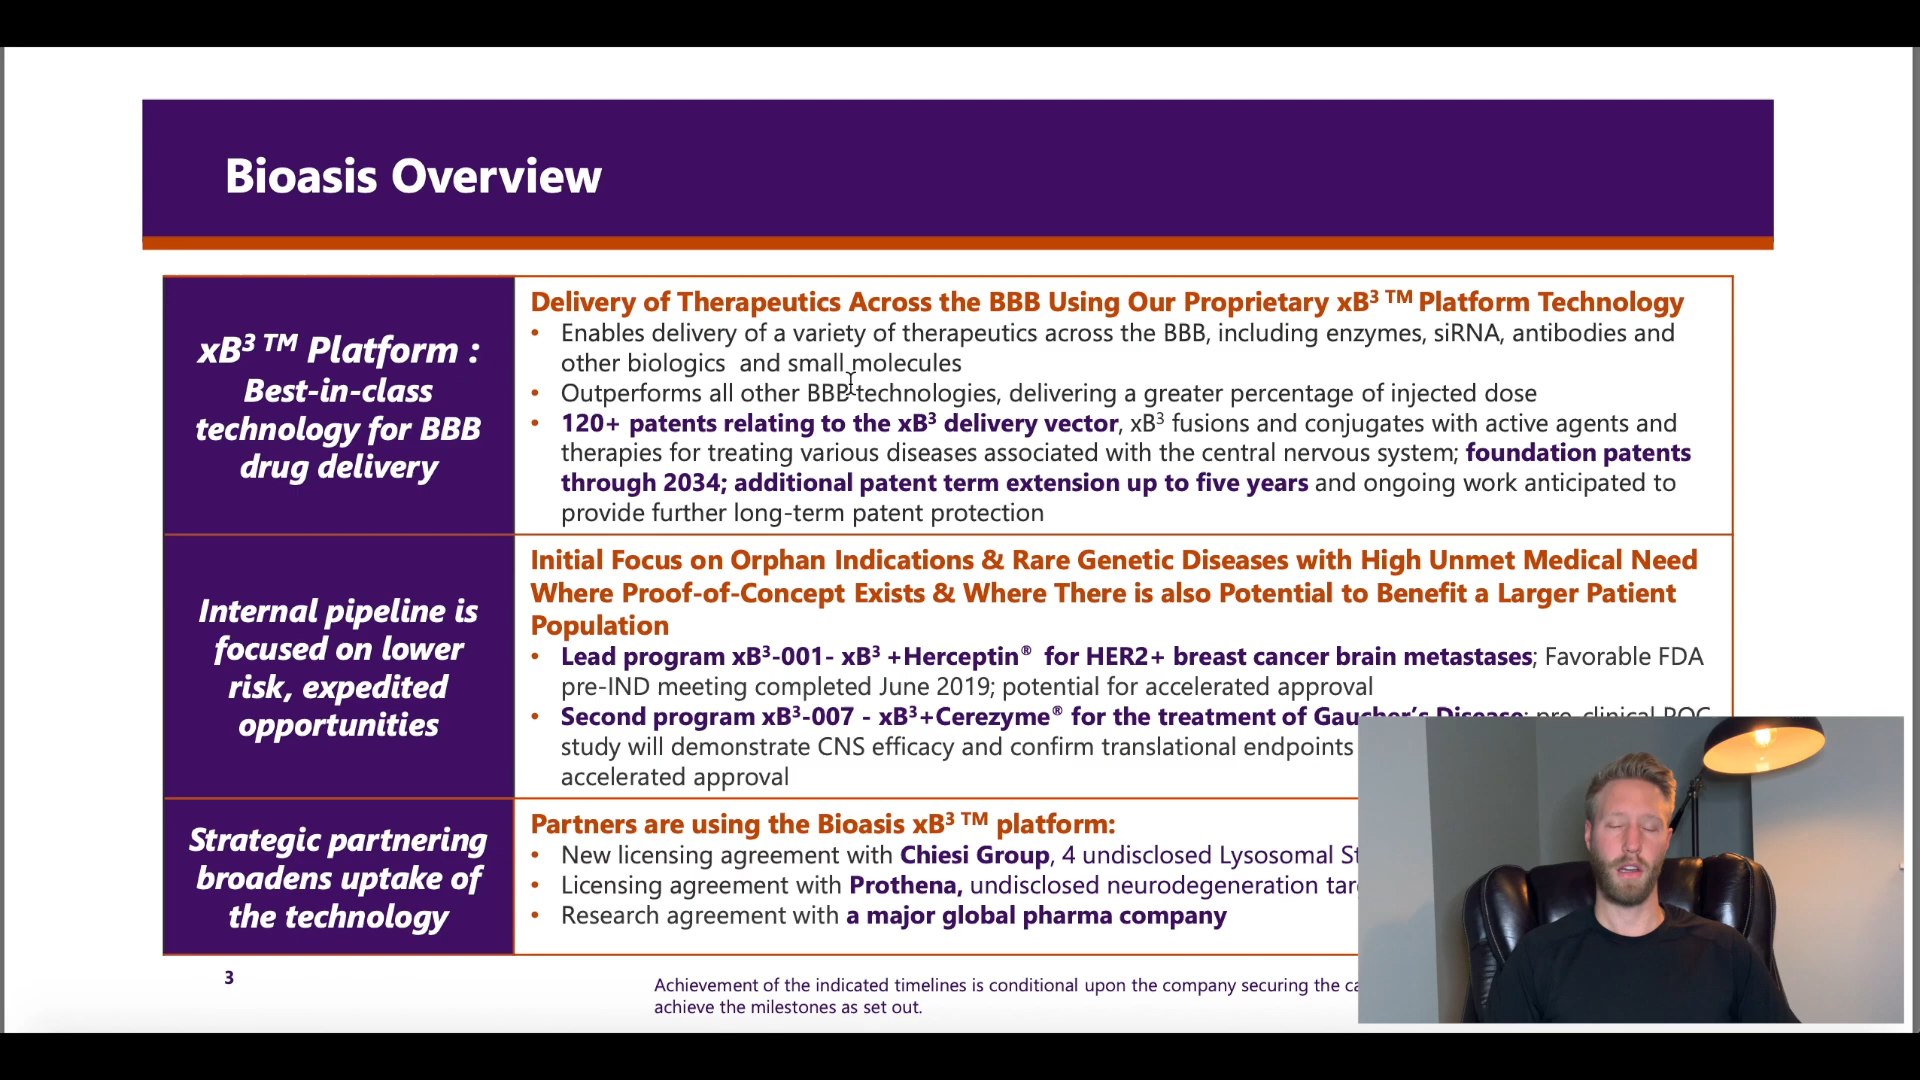 Bioasis Overview
xB³ ™ Platform :
Best-in-class
technology for BBB
drug delivery
Delivery of Therapeutics Across the BBB Using Our Proprietary xB³ ™ Platform Technology
• Enables delivery of a variety of therapeutics across the BBB, including enzymes, siRNA, antibodies and
other biologics and small molecules
• Outperforms all other BBB technologies, delivering a greater percentage of injected dose
• 120+ patents relating to the xB³ delivery vector, xB³ fusions and conjugates with active agents and
therapies for treating various diseases associated with the central nervous system; foundation patents
through 2034; additional patent term extension up to five years and ongoing work anticipated to
provide further long-term patent protection
Internal pipeline is
focused on lower
risk, expedited
opportunities
Initial Focus on Orphan Indications & Rare Genetic Diseases with High Unmet Medical Need
Where Proof-of-Concept Exists & Where There is also Potential to Benefit a Larger Patient
Population
• Lead program xB³-001- xB³ +Herceptin® for HER2+ breast cancer brain metastases; Favorable FDA
pre-IND meeting completed June 2019; potential for accelerated approval
• Second program xB³-007 - xB³+Cerezyme® for the treatment of Gaucher's Disease; pre-clinical POC
study will demonstrate CNS efficacy and confirm translational endpoints
accelerated approval
Strategic partnering
broadens uptake of
the technology
Partners are using the Bioasis xB³ ™ platform:
• New licensing agreement with Chiesi Group, 4 undisclosed Lysosomal
• Licensing agreement with Prothena, undisclosed neurodegeneration
• Research agreement with a major global pharma company
3
Achievement of the indicated timelines is conditional upon the company securing the
achieve the milestones as set out.